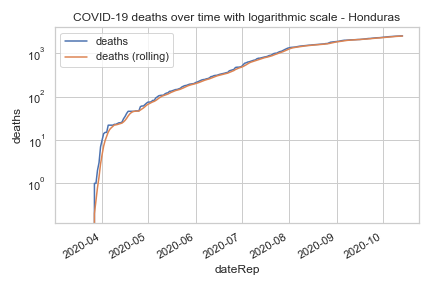 COVID-19 deaths over time with logarithmic scale - Honduras
deaths
deaths (rolling)
10³
10²
10¹
10⁰
deaths
2020-04
2020-05
2020-06
2020-07
2020-08
2020-09
2020-10
dateRep